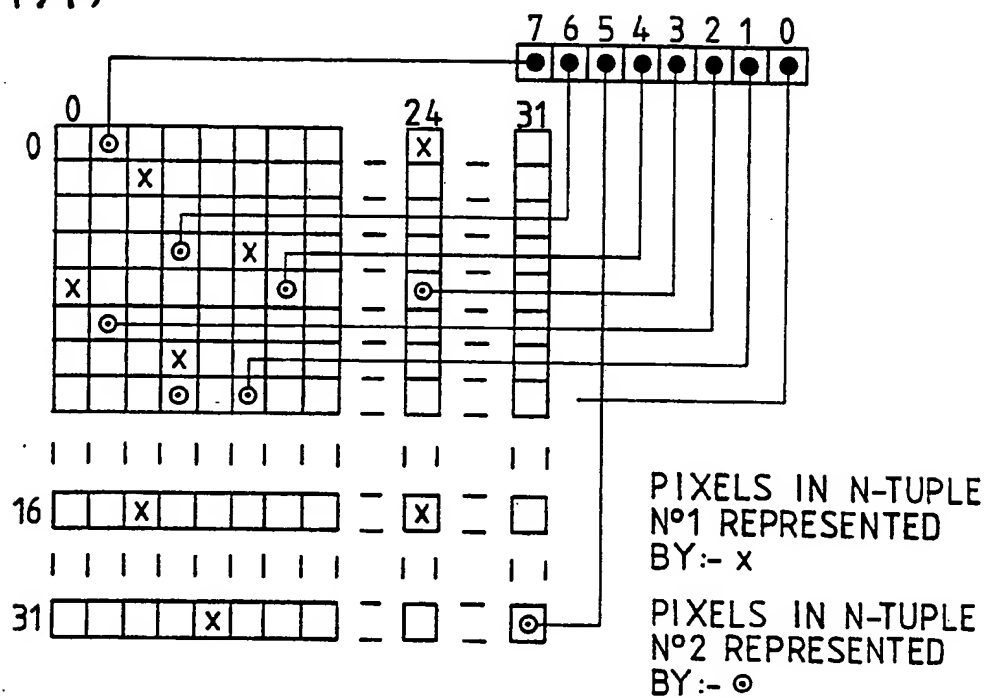 7 6 5 4 3 2 1 0
0 24 31
0 X
X
X
X
X
16 X X
31 X
PIXELS IN N-TUPLE
Nº1 REPRESENTED
BY:- X
PIXELS IN N-TUPLE
Nº2 REPRESENTED
BY:- ⊙